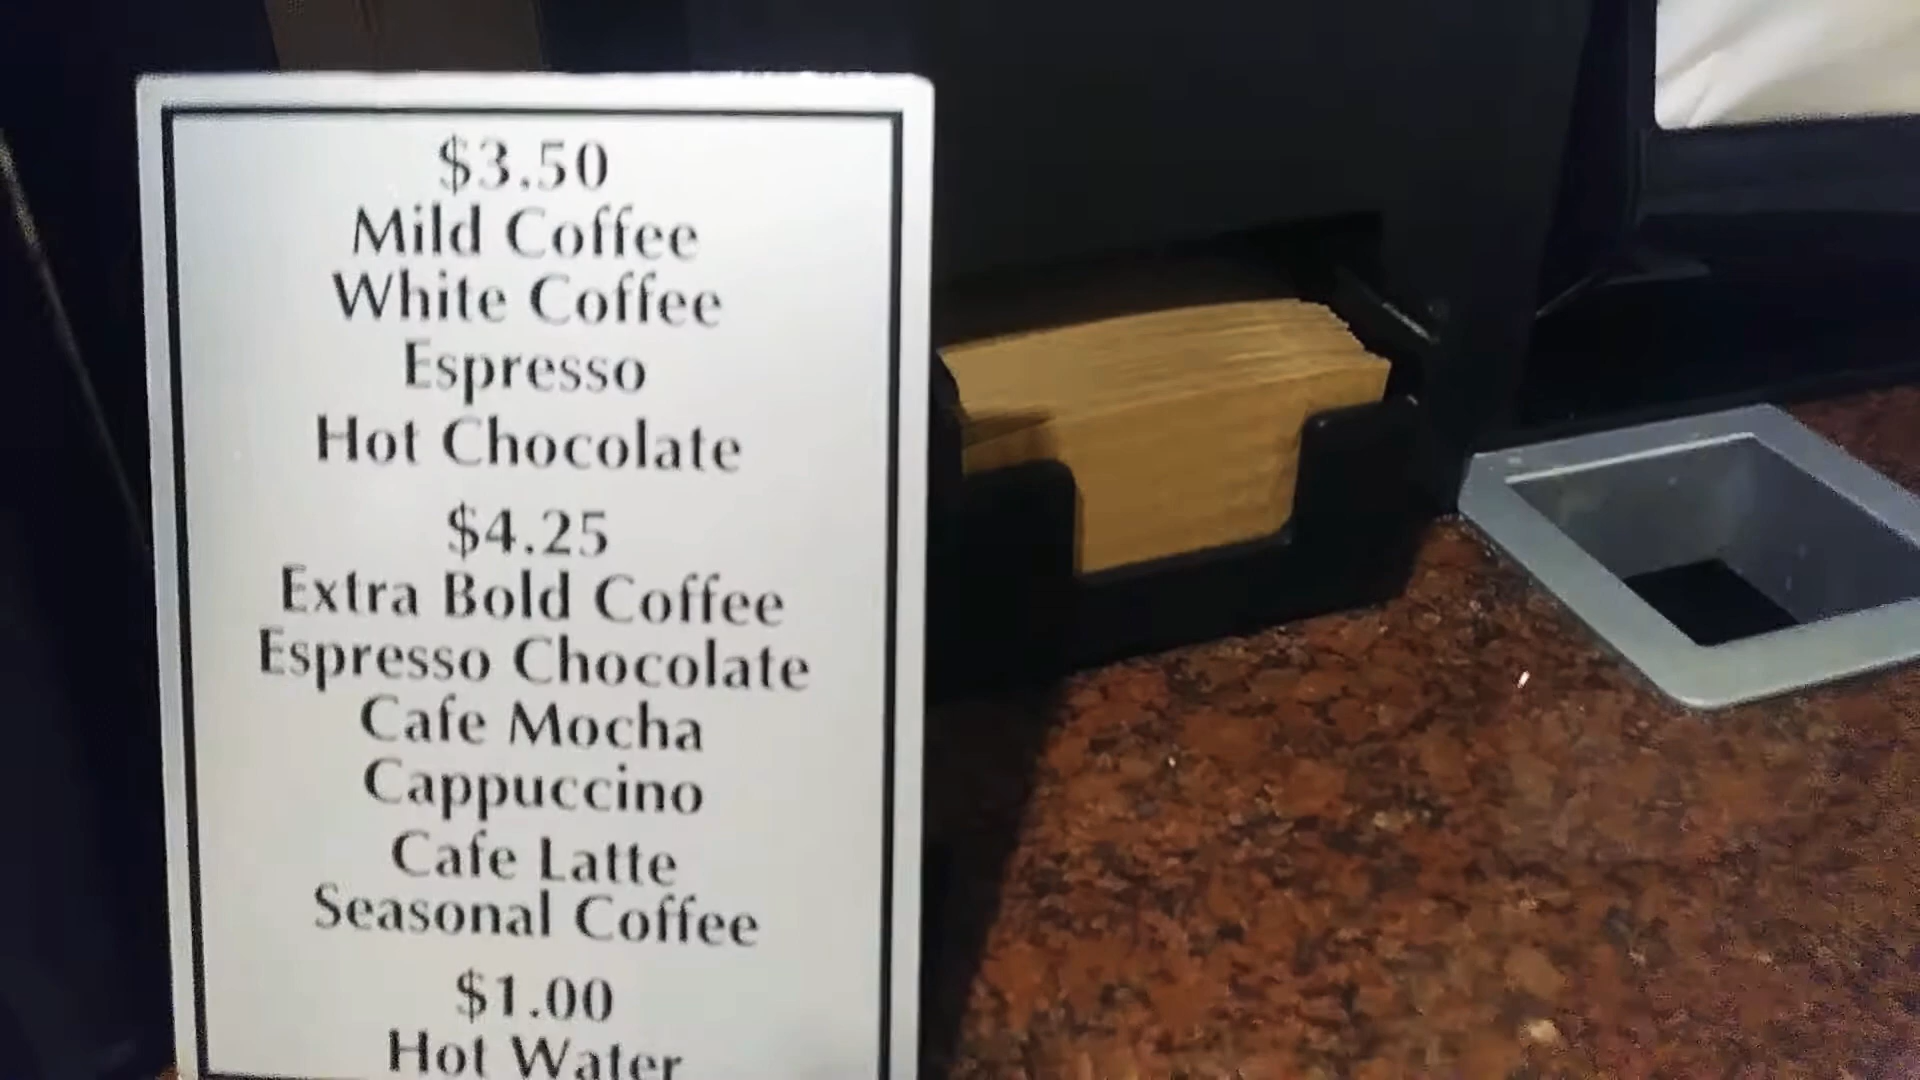 $3.50
Mild Coffee
White Coffee
Espresso
Hot Chocolate
$4.25
Extra Bold Coffee
Espresso Chocolate
Cafe Mocha
Cappuccino
Cafe Latte
Seasonal Coffee
$1.00
Hot Water